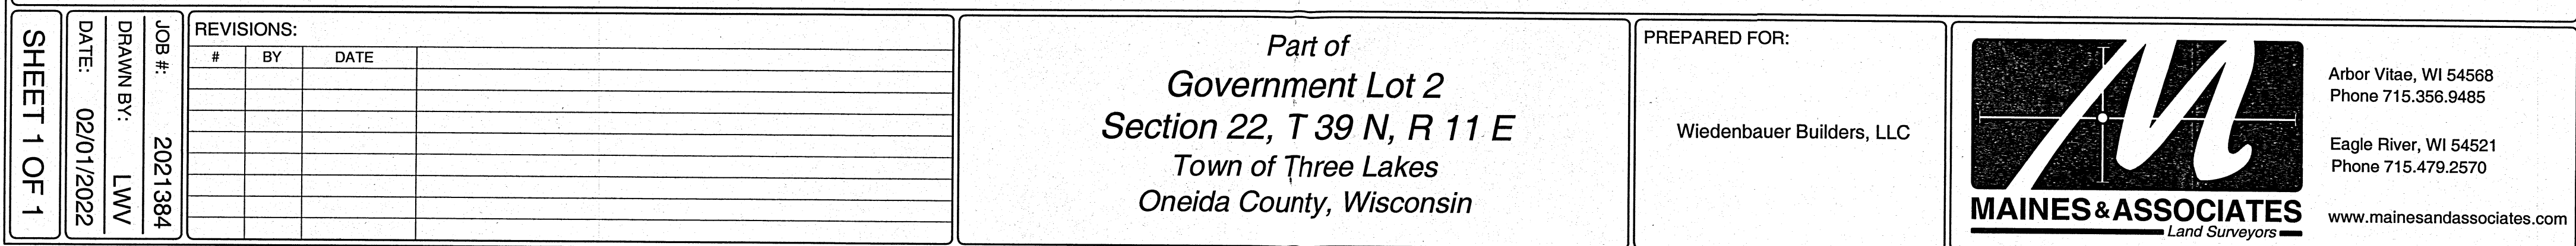 SHEET 1 OF 1
DATE: 02/01/2022
DRAWN BY: LWV
JOB #: 2021384
REVISIONS:
# BY DATE
Part of
Government Lot 2
Section 22, T 39 N, R 11 E
Town of Three Lakes
Oneida County, Wisconsin
PREPARED FOR:
Wiedenbauer Builders, LLC
M
MAINES & ASSOCIATES
Land Surveyors
Arbor Vitae, WI 54568
Phone 715.356.9485
Eagle River, WI 54521
Phone 715.479.2570
www.mainesandassociates.com